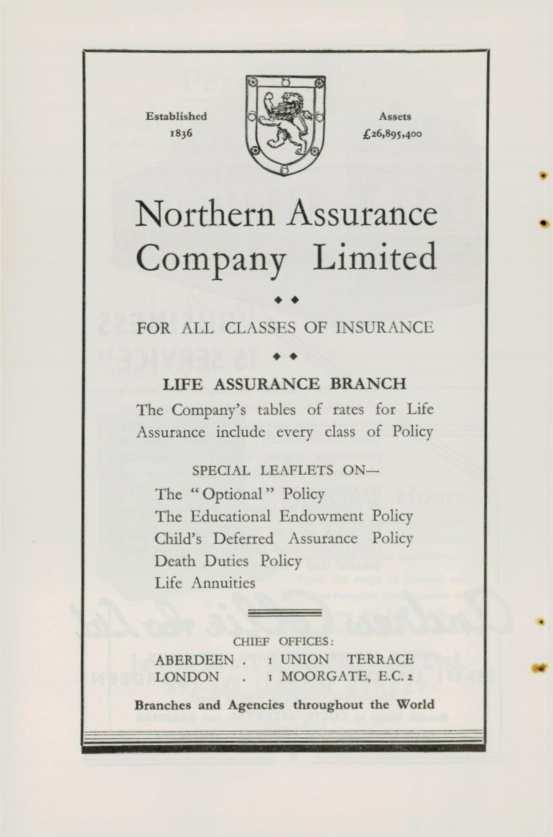 Established
1836
Assets
£26,895,400
Northern Assurance
Company Limited
FOR ALL CLASSES OF INSURANCE
LIFE ASSURANCE BRANCH
The Company's tables of rates for Life
Assurance include every class of Policy
SPECIAL LEAFLETS ON—
The "Optional" Policy
The Educational Endowment Policy
Child's Deferred Assurance Policy
Death Duties Policy
Life Annuities
CHIEF OFFICES:
ABERDEEN . 1 UNION TERRACE
LONDON . 1 MOORGATE, E.C. 2
Branches and Agencies throughout the World